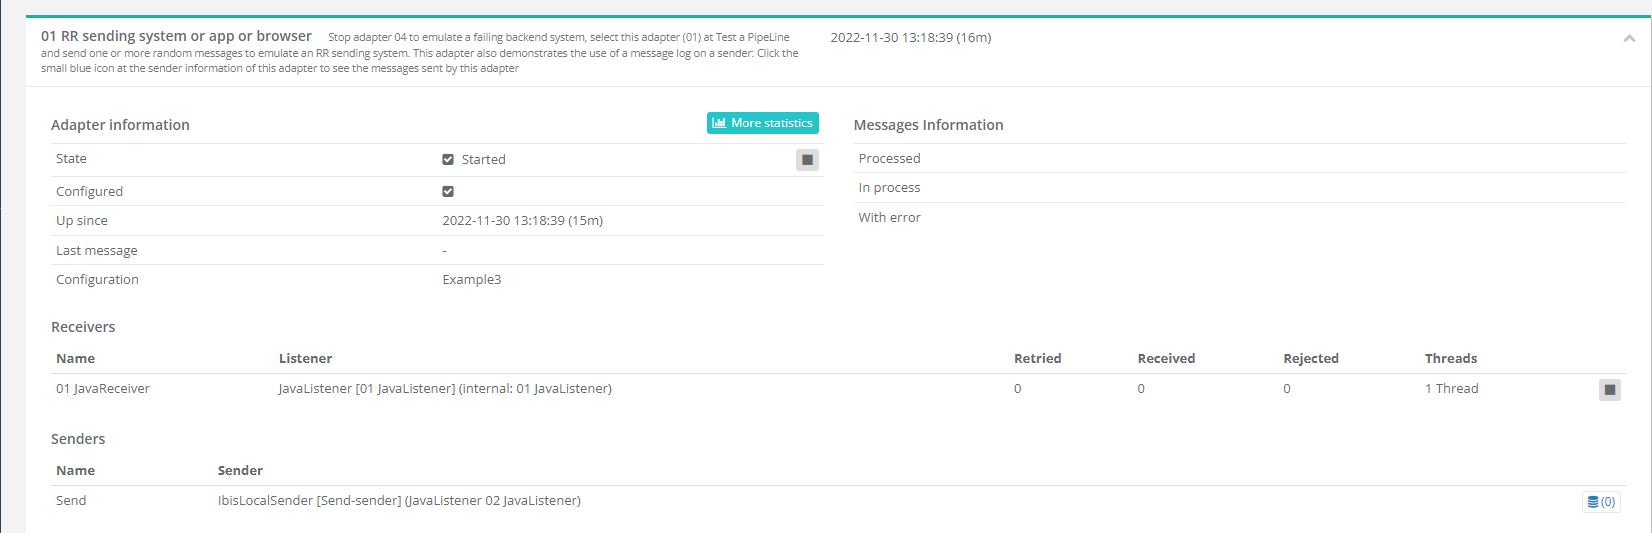 01 RR sending system or app or browser Stop adapter 04 to emulate a failing backend system, select this adapter (01) at Test a PipeLine 2022-11-30 13:18:39 (16m)
and send one or more random messages to emulate an RR sending system. This adapter also demonstrates the use of a message log on a sender: Click the
small blue icon at the sender information of this adapter to see the messages sent by this adapter
Adapter information More statistics
State Started
Configured
Up since 2022-11-30 13:18:39 (15m)
Last message -
Configuration Example3
Messages Information
Processed
In process
With error
Receivers
Name Listener Retried Received Rejected Threads
01 JavaReceiver JavaListener [01 JavaListener] (internal: 01 JavaListener) 0 0 0 1 Thread
Senders
Name Sender
Send IbisLocalSender [Send-sender] (JavaListener 02 JavaListener) (0)